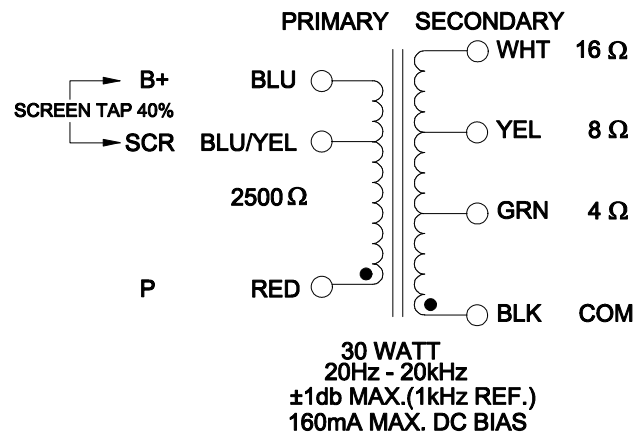 PRIMARY SECONDARY
WHT 16 Ω
B+ BLU
SCREEN TAP 40%
YEL 8 Ω
SCR BLU/YEL
2500 Ω
GRN 4 Ω
P RED
BLK COM
30 WATT
20Hz - 20kHz
±1db MAX.(1kHz REF.)
160mA MAX. DC BIAS